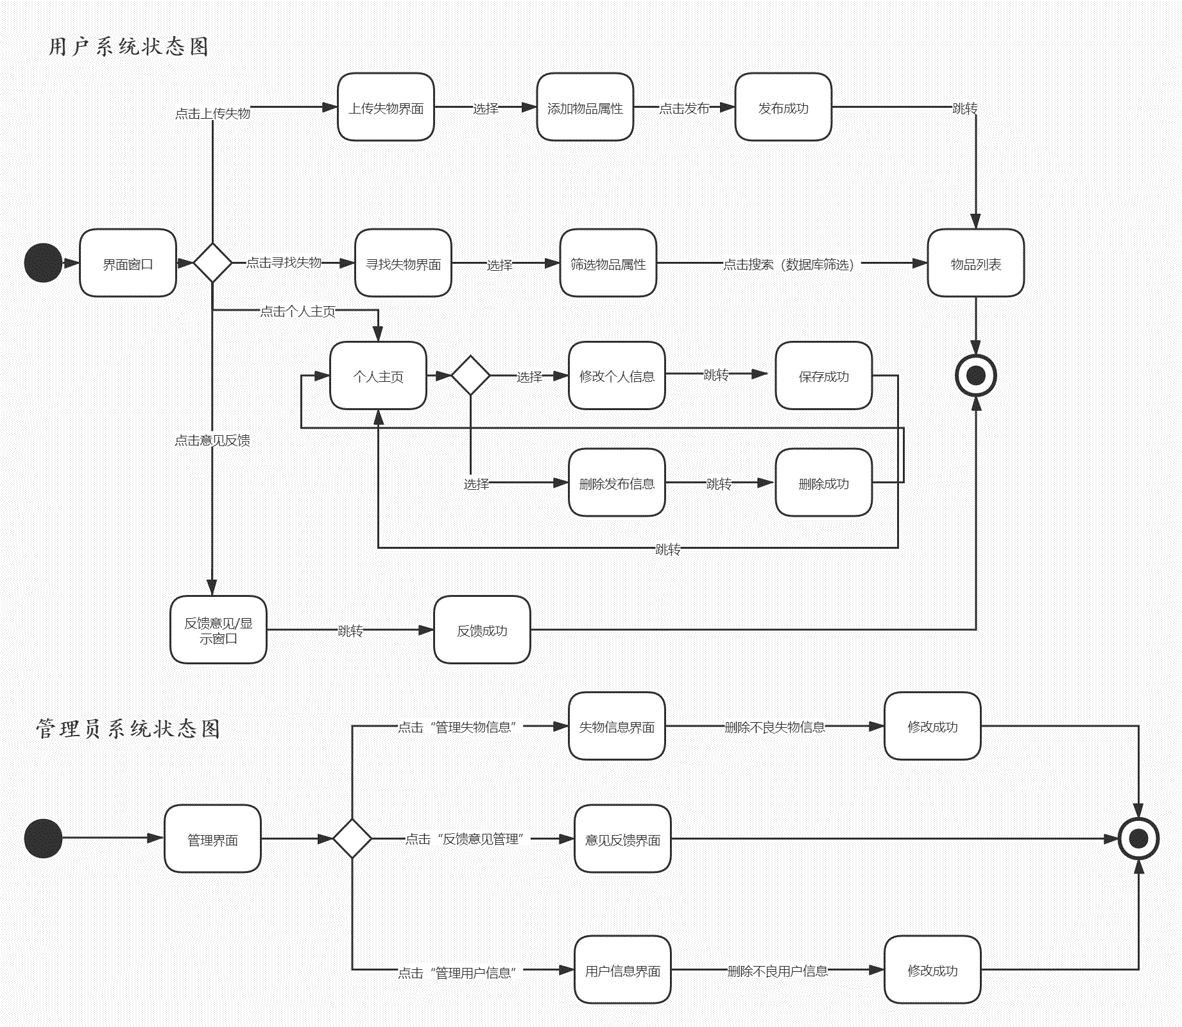 用户系统状态图
点击上传失物
上传失物界面
选择
添加物品属性
点击发布
发布成功
跳转
界面窗口
点击寻找失物
寻找失物界面
选择
筛选物品属性
点击搜索（数据库筛选）
物品列表
点击个人主页
个人主页
选择
修改个人信息
跳转
保存成功
点击意见反馈
选择
删除发布信息
跳转
删除成功
跳转
反馈意见/显
示窗口
跳转
反馈成功
管理员系统状态图
点击“管理失物信息”
失物信息界面
删除不良失物信息
修改成功
管理界面
点击“反馈意见管理”
意见反馈界面
点击“管理用户信息”
用户信息界面
删除不良用户信息
修改成功